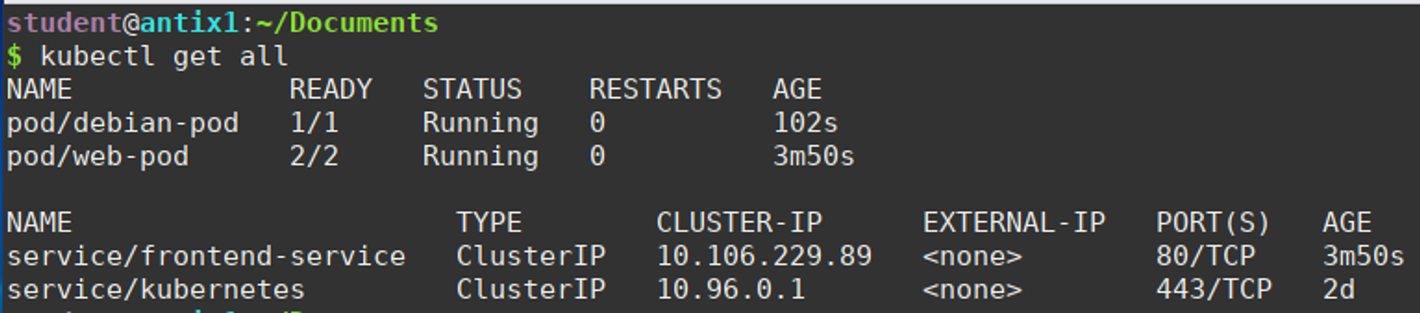 student@antix1:~/Documents
$ kubectl get all
NAME             READY   STATUS    RESTARTS   AGE
pod/debian-pod   1/1     Running   0          102s
pod/web-pod      2/2     Running   0          3m50s

NAME                       TYPE        CLUSTER-IP      EXTERNAL-IP   PORT(S)   AGE
service/frontend-service   ClusterIP   10.106.229.89   <none>        80/TCP    3m50s
service/kubernetes         ClusterIP   10.96.0.1       <none>        443/TCP   2d